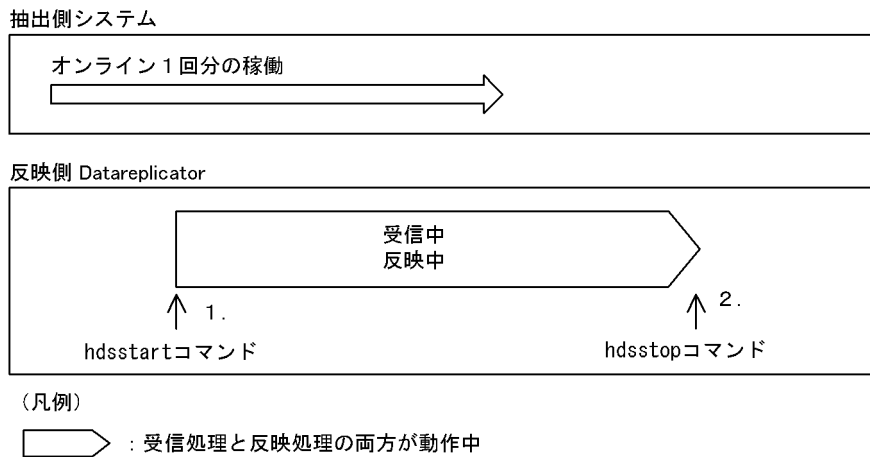 抽出側システム
オンライン１回分の稼働
反映側 Datareplicator
受信中
反映中
１.
２.
hdsstartコマンド
hdsstopコマンド
（凡例）
：受信処理と反映処理の両方が動作中